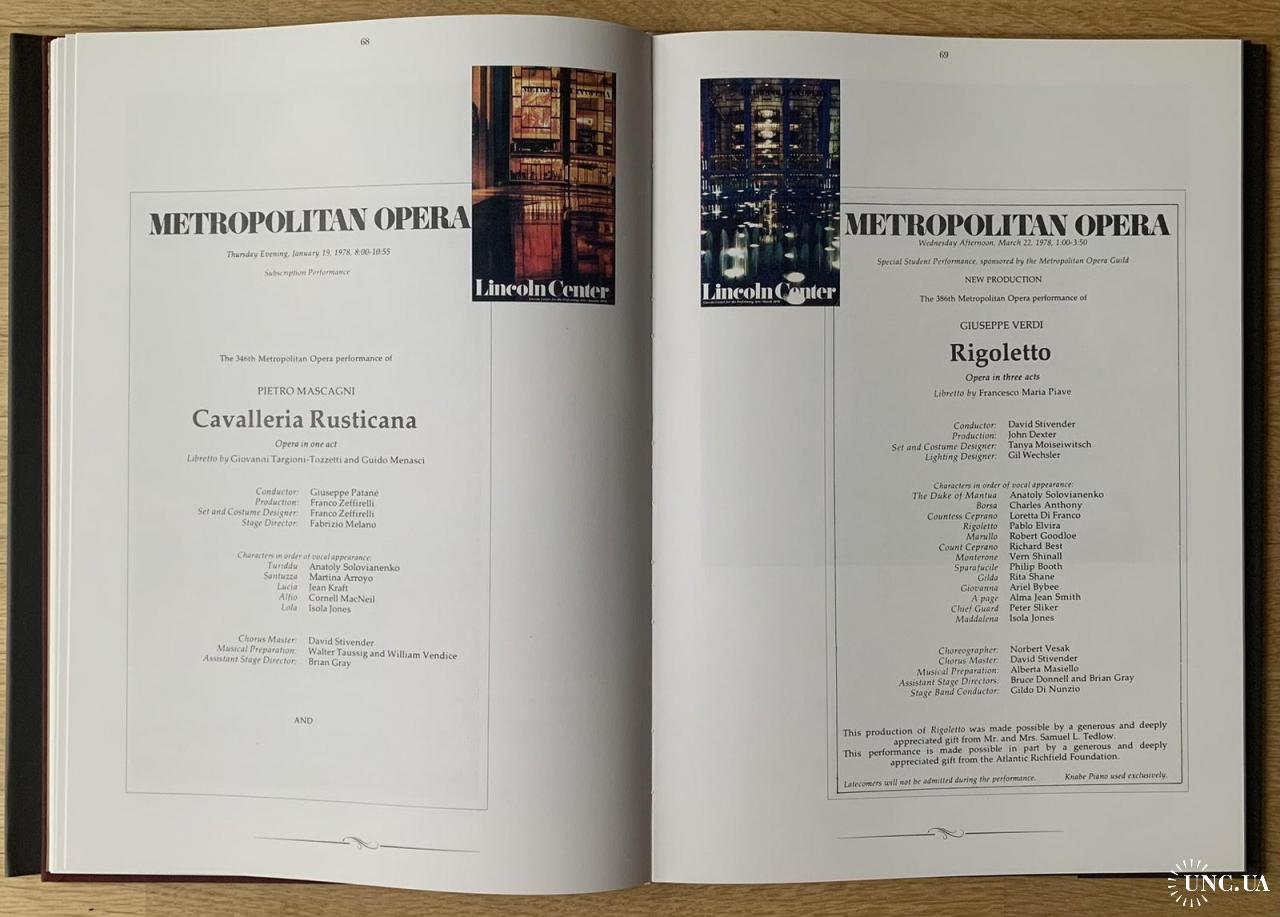 68
METROPOLITAN OPERA
Lincoln Center
METROPOLITAN OPERA
Thursday Evening, January 19, 1978, 8:00-10:55
Subscription Performance
The 346th Metropolitan Opera performance of
PIETRO MASCAGNI
Cavalleria Rusticana
Opera in one act
Libretto by Giovanni Targioni-Tozzetti and Guido Menasci
Conductor: Giuseppe Patané
Production: Franco Zeffirelli
Set and Costume Designer: Franco Zeffirelli
Stage Director: Fabrizio Melano
Characters in order of vocal appearance:
Turiddu Anatoly Solovianenko
Santuzza Martina Arroyo
Lucia Jean Kraft
Alfio Cornell MacNeil
Lola Isola Jones
Chorus Master: David Stivender
Musical Preparation: Walter Taussig and William Vendice
Assistant Stage Director: Brian Gray
AND
69
METROPOLITAN OPERA
Lincoln Center
METROPOLITAN OPERA
Wednesday Afternoon, March 22, 1978, 1:00-3:50
Special Student Performance, sponsored by the Metropolitan Opera Guild
NEW PRODUCTION
The 386th Metropolitan Opera performance of
GIUSEPPE VERDI
Rigoletto
Opera in three acts
Libretto by Francesco Maria Piave
Conductor: David Stivender
Production: John Dexter
Set and Costume Designer: Tanya Moiseiwitsch
Lighting Designer: Gil Wechsler
Characters in order of vocal appearance:
The Duke of Mantua Anatoly Solovianenko
Borsa Charles Anthony
Countess Ceprano Loretta Di Franco
Rigoletto Pablo Elvira
Marullo Robert Goodloe
Count Ceprano Richard Best
Monterone Vern Shinall
Sparafucile Philip Booth
Gilda Rita Shane
Giovanna Ariel Bybee
A page Alma Jean Smith
Chief Guard Peter Sliker
Maddalena Isola Jones
Choreographer: Norbert Vesak
Chorus Master: David Stivender
Musical Preparation: Alberta Masiello
Assistant Stage Directors: Bruce Donnell and Brian Gray
Stage Band Conductor: Gildo Di Nunzio
This production of Rigoletto was made possible by a generous and deeply
appreciated gift from Mr. and Mrs. Samuel L. Tedlow.
This performance is made possible in part by a generous and deeply
appreciated gift from the Atlantic Richfield Foundation.
Latecomers will not be admitted during the performance. Knabe Piano used exclusively.
UNC.UA